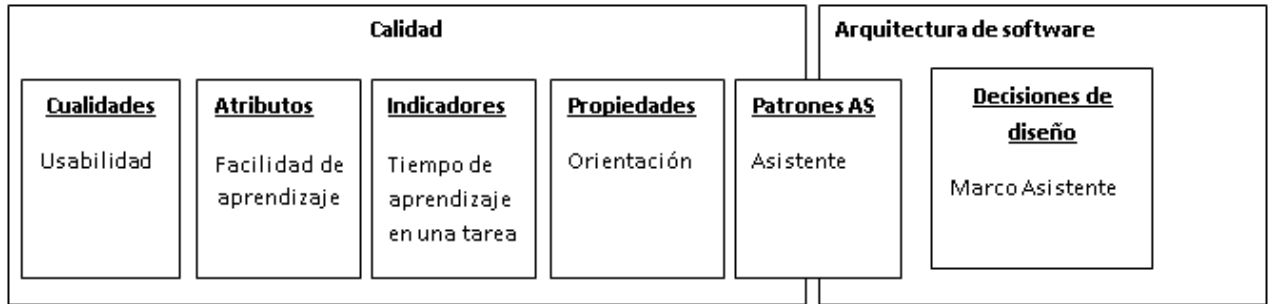 Calidad
Arquitectura de software
Cualidades
Usabilidad
Atributos
Facilidad de
aprendizaje
Indicadores
Tiempo de
aprendizaje
en una tarea
Propiedades
Orientación
Patrones AS
Asistente
Decisiones de
diseño
Marco Asistente